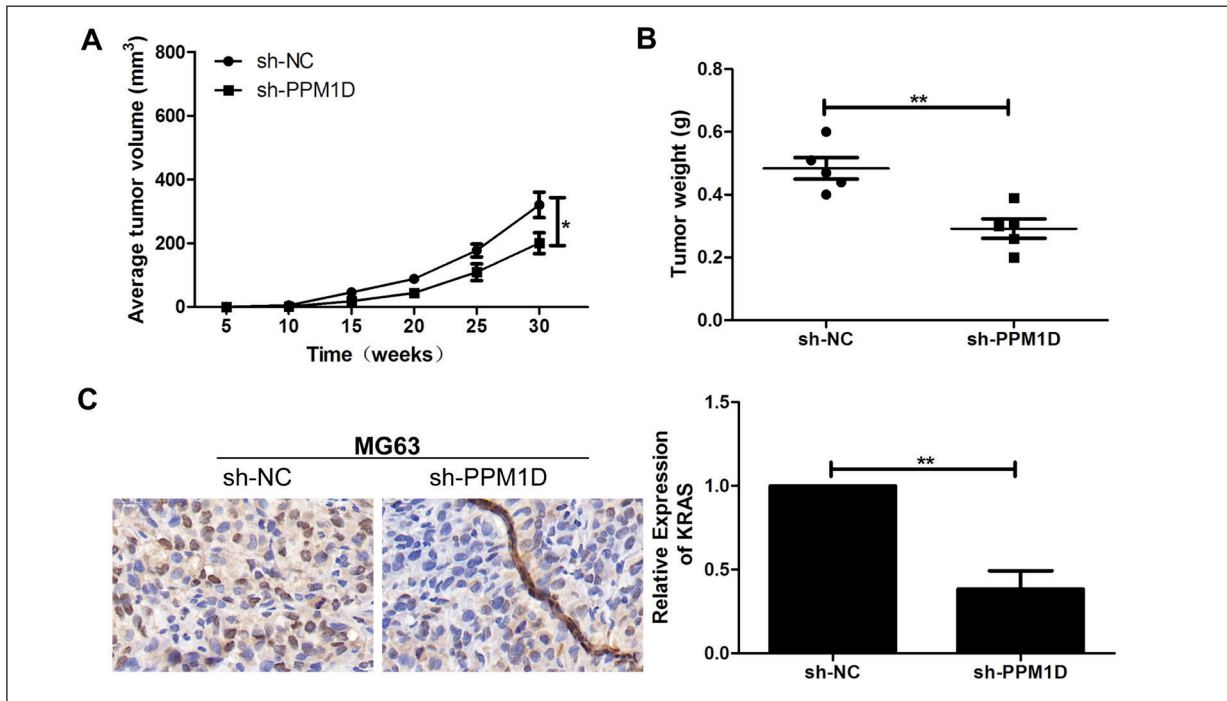 A
Average tumor volume (mm³)
800
600
400
200
0
sh-NC
sh-PPM1D
*
5 10 15 20 25 30
Time（weeks）
B
Tumor weight (g)
0.8
0.6
0.4
0.2
0.0
**
sh-NC sh-PPM1D
C
MG63
sh-NC sh-PPM1D
Relative Expression
of KRAS
1.5
1.0
0.5
0.0
**
sh-NC sh-PPM1D